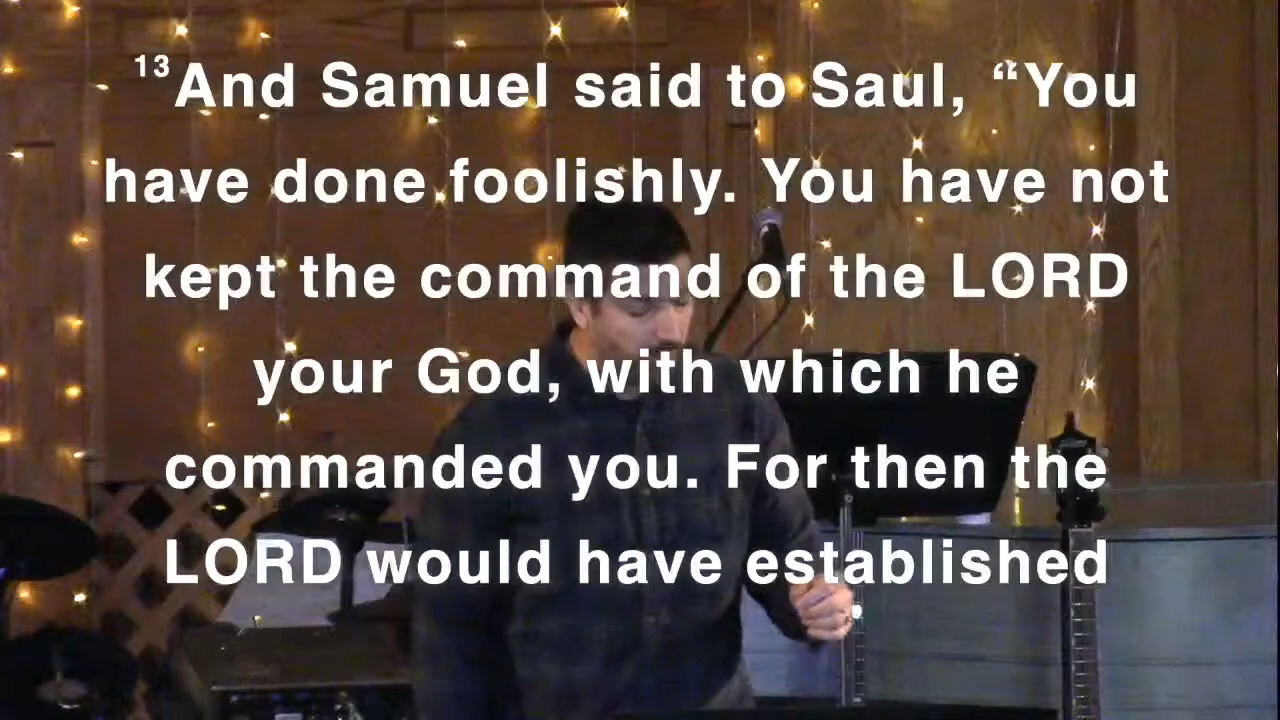 ¹³And Samuel said to Saul, “You
have done foolishly. You have not
kept the command of the LORD
your God, with which he
commanded you. For then the
LORD would have established